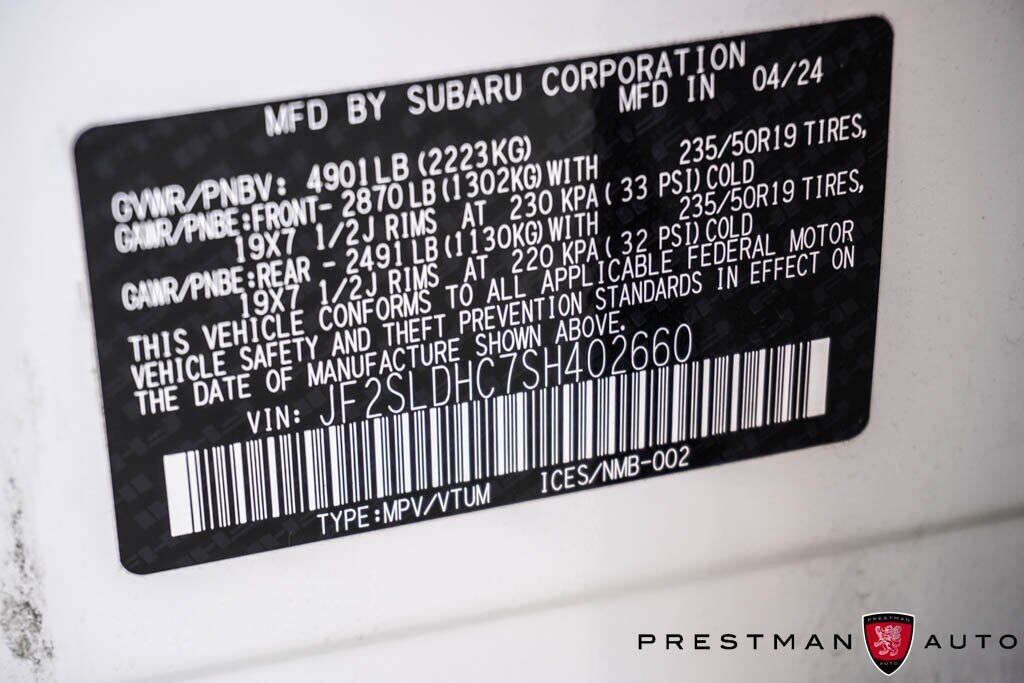 MFD BY SUBARU CORPORATION
MFD IN 04/24
GVWR/PNBV: 4901LB (2223KG)
GAWR/PNBE:FRONT- 2870LB (1302KG) WITH 235/50R19 TIRES,
19X7 1/2J RIMS AT 230 KPA( 33 PSI)COLD
GAWR/PNBE:REAR - 2491LB (1130KG) WITH 235/50R19 TIRES,
19X7 1/2J RIMS AT 220 KPA( 32 PSI)COLD
THIS VEHICLE CONFORMS TO ALL APPLICABLE FEDERAL MOTOR
VEHICLE SAFETY AND THEFT PREVENTION STANDARDS IN EFFECT ON
THE DATE OF MANUFACTURE SHOWN ABOVE.
VIN: JF2SLDHC7SH402660
TYPE:MPV/VTUM ICES/NMB-002
PRESTMAN AUTO
PRESTMAN
AUTO